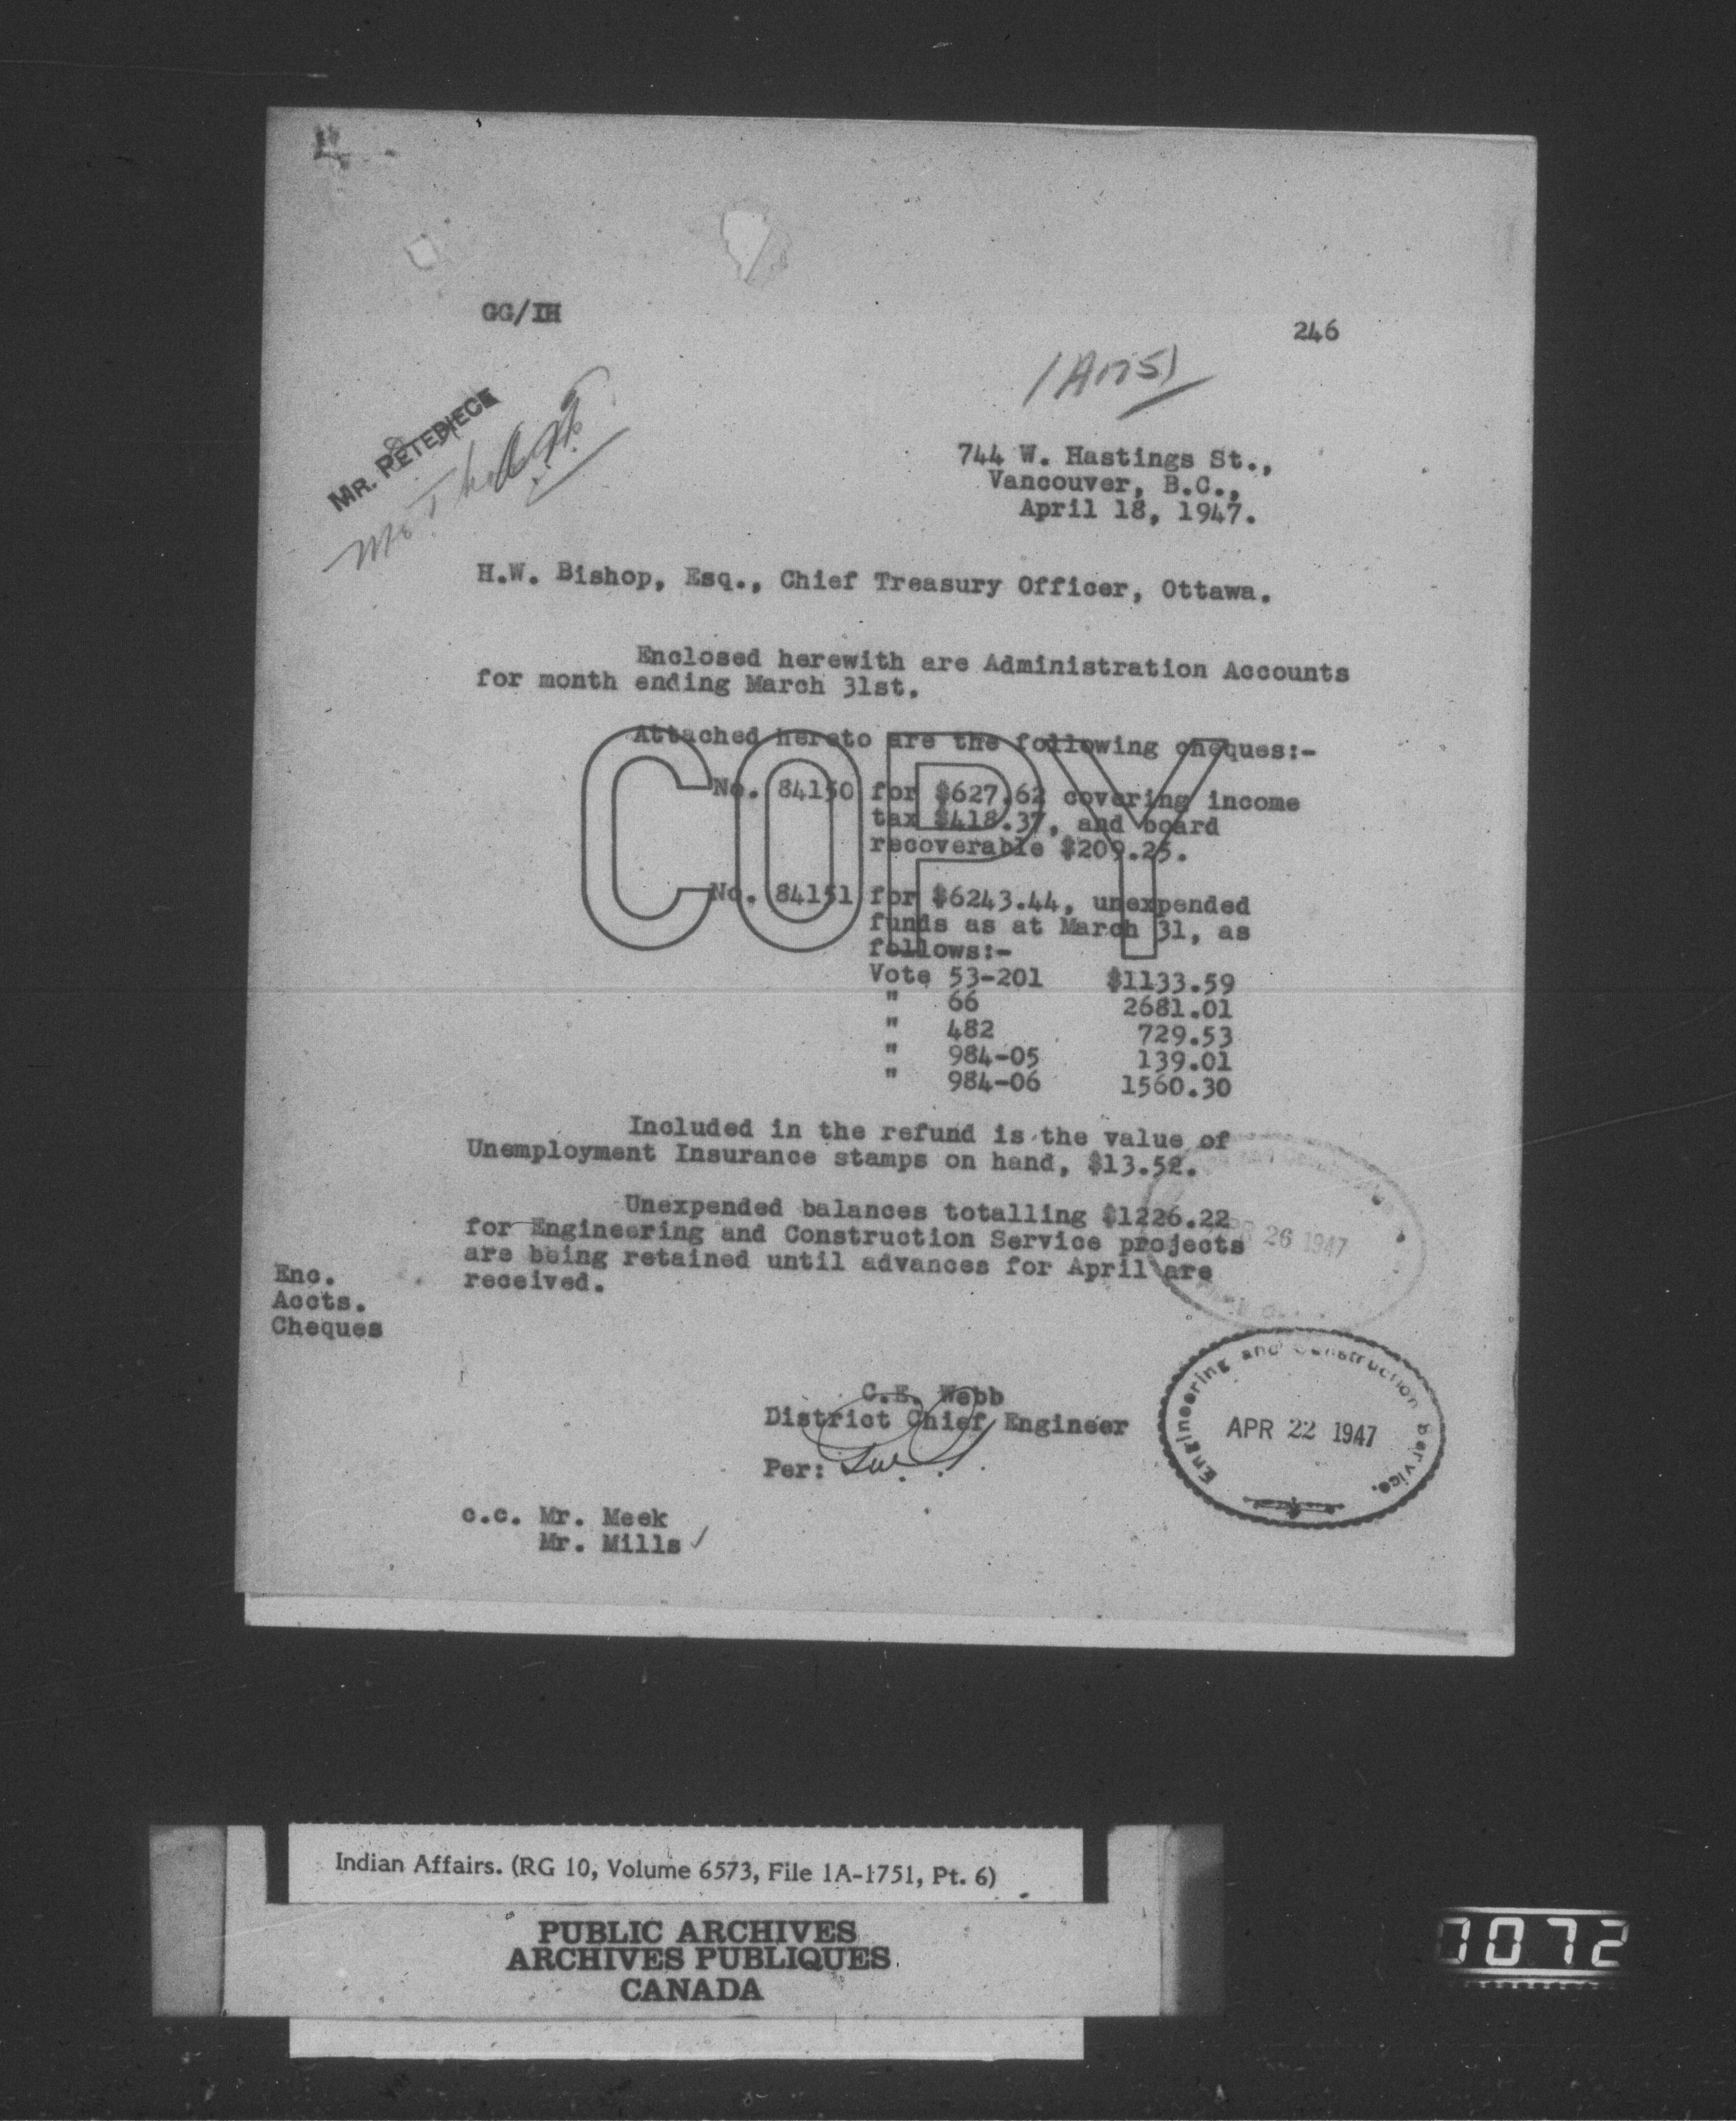 GG/IH
246
1A1751
MR. PETEPIECE
744 W. Hastings St.,
Vancouver, B.C.,
April 18, 1947.
H.W. Bishop, Esq., Chief Treasury Officer, Ottawa.
Enclosed herewith are Administration Accounts
for month ending March 31st.
Attached hereto are the following cheques:-
COPY
No. 84150 for $627.62 covering income
tax $418.37, and board
recoverable $209.25.
No. 84151 for $6243.44, unexpended
funds as at March 31, as
follows:-
Vote 53-201 $1133.59
" 66 2681.01
" 482 729.53
" 984-05 139.01
" 984-06 1560.30
Included in the refund is the value of
Unemployment Insurance stamps on hand, $13.52.
Unexpended balances totalling $1226.22
for Engineering and Construction Service projects
are being retained until advances for April are
received.
26 1947
Enc.
Accts.
Cheques
C.E. Webb
District Chief Engineer
Per:
Engineering and Construction Service.
APR 22 1947
c.c. Mr. Meek
Mr. Mills ✓
Indian Affairs. (RG 10, Volume 6573, File 1A-1751, Pt. 6)
PUBLIC ARCHIVES
ARCHIVES PUBLIQUES
CANADA
7072